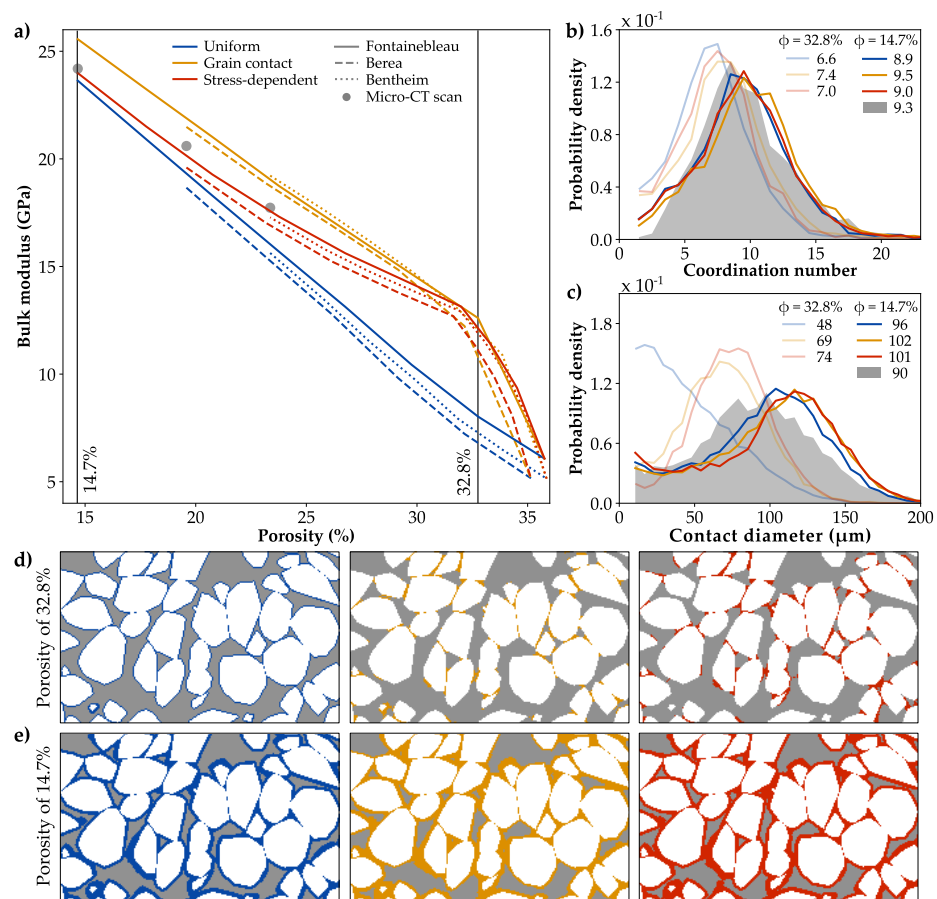 a)
25
20
15
10
5
Bulk modulus (GPa)
Uniform
Grain contact
Stress-dependent
Fontainebleau
Berea
Bentheim
Micro-CT scan
14.7%
32.8%
15
20
25
30
35
Porosity (%)
b)
x 10⁻¹
1.6
1.2
0.8
0.4
0.0
Probability density
ϕ = 32.8% ϕ = 14.7%
6.6 8.9
7.4 9.5
7.0 9.0
9.3
0 5 10 15 20
Coordination number
c)
x 10⁻¹
1.8
1.2
0.6
0.0
Probability density
ϕ = 32.8% ϕ = 14.7%
48 96
69 102
74 101
90
0 50 100 150 200
Contact diameter (μm)
d)
Porosity of 32.8%
e)
Porosity of 14.7%